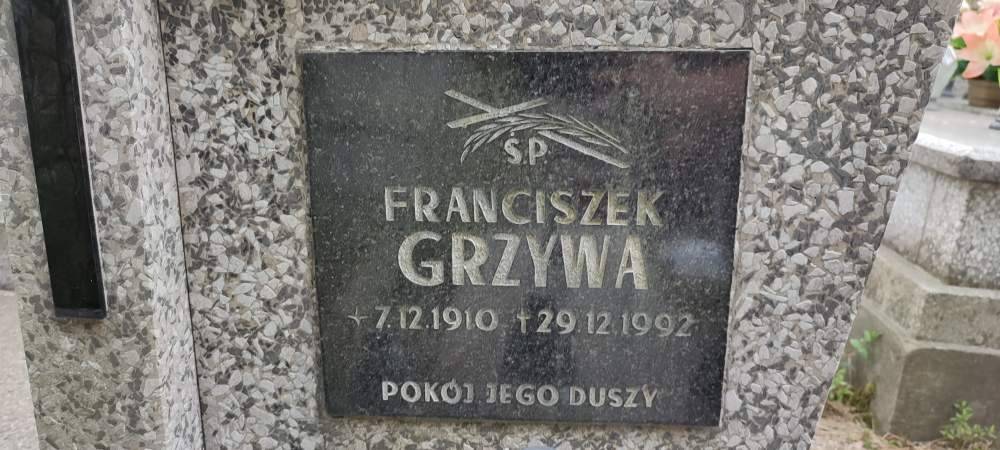 Ś.P.
FRANCISZEK
GRZYWA
7.12.1910 †29.12.1992
POKÓJ JEGO DUSZY